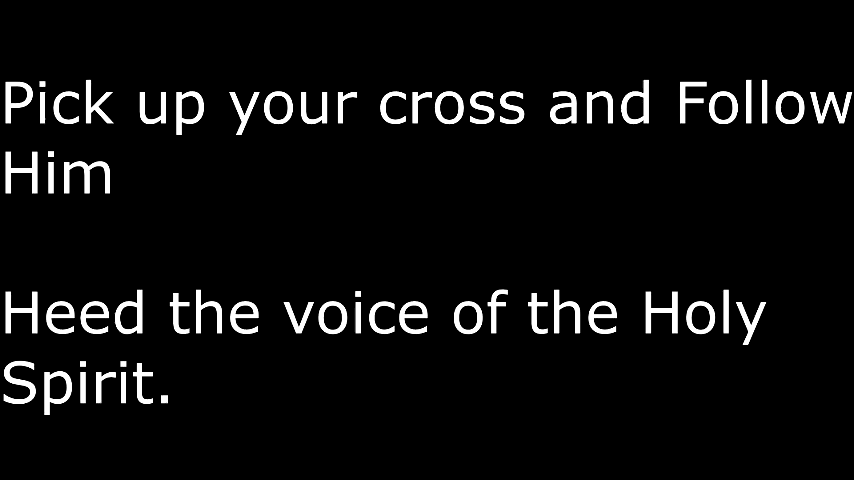 Pick up your cross and Follow
Him
Heed the voice of the Holy
Spirit.